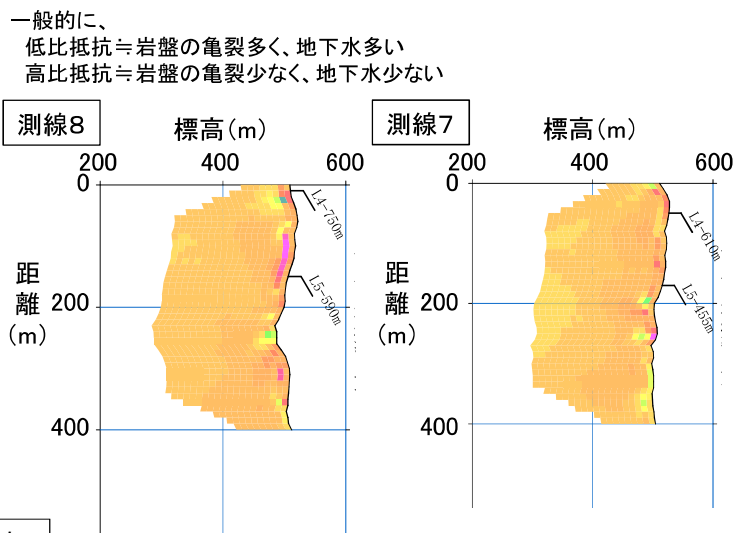 一般的に、
低比抵抗≒岩盤の亀裂多く、地下水多い
高比抵抗≒岩盤の亀裂少なく、地下水少ない
測線8
標高(m)
200
400
600
0
200
400
距離(m)
L4-750m
L5-590m
測線7
標高(m)
200
400
600
0
200
400
距離(m)
L4-610m
L5-455m